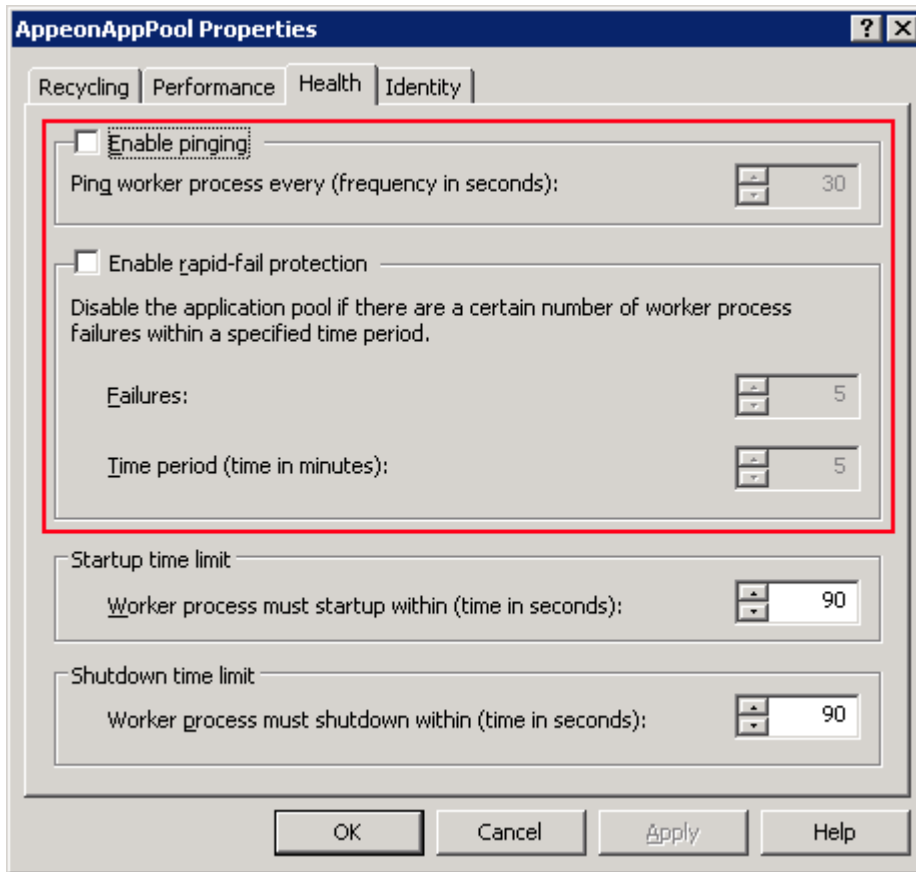 AppeonAppPool Properties
Recycling Performance Health Identity
Enable pinging
Ping worker process every (frequency in seconds): 30
Enable rapid-fail protection
Disable the application pool if there are a certain number of worker process
failures within a specified time period.
Failures: 5
Time period (time in minutes): 5
Startup time limit
Worker process must startup within (time in seconds): 90
Shutdown time limit
Worker process must shutdown within (time in seconds): 90
OK Cancel Apply Help